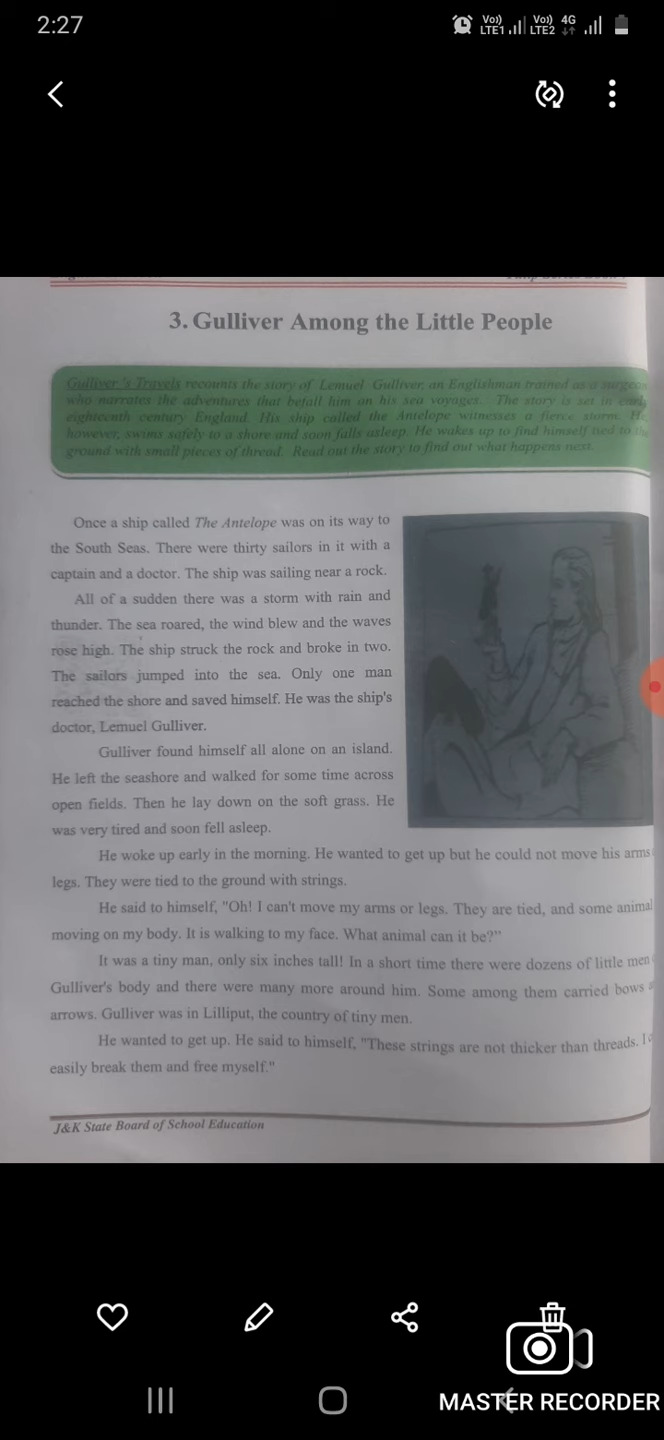 2:27
Vo)) LTE1
Vo)) LTE2
4G
3. Gulliver Among the Little People
Gulliver's Travels recounts the story of Lemuel Gulliver, an Englishman trained as a surgeon
who narrates the adventures that befall him on his sea voyages. The story is set in early
eighteenth century England. His ship called the Antelope witnesses a fierce storm. He,
however, swims safely to a shore and soon falls asleep. He wakes up to find himself tied to the
ground with small pieces of thread. Read out the story to find out what happens next.
Once a ship called The Antelope was on its way to
the South Seas. There were thirty sailors in it with a
captain and a doctor. The ship was sailing near a rock.
All of a sudden there was a storm with rain and
thunder. The sea roared, the wind blew and the waves
rose high. The ship struck the rock and broke in two.
The sailors jumped into the sea. Only one man
reached the shore and saved himself. He was the ship's
doctor, Lemuel Gulliver.
Gulliver found himself all alone on an island.
He left the seashore and walked for some time across
open fields. Then he lay down on the soft grass. He
was very tired and soon fell asleep.
He woke up early in the morning. He wanted to get up but he could not move his arms
legs. They were tied to the ground with strings.
He said to himself, "Oh! I can't move my arms or legs. They are tied, and some animal
moving on my body. It is walking to my face. What animal can it be?"
It was a tiny man, only six inches tall! In a short time there were dozens of little men
Gulliver's body and there were many more around him. Some among them carried bows
arrows. Gulliver was in Lilliput, the country of tiny men.
He wanted to get up. He said to himself, "These strings are not thicker than threads. I
easily break them and free myself."
J&K State Board of School Education
MASTER RECORDER